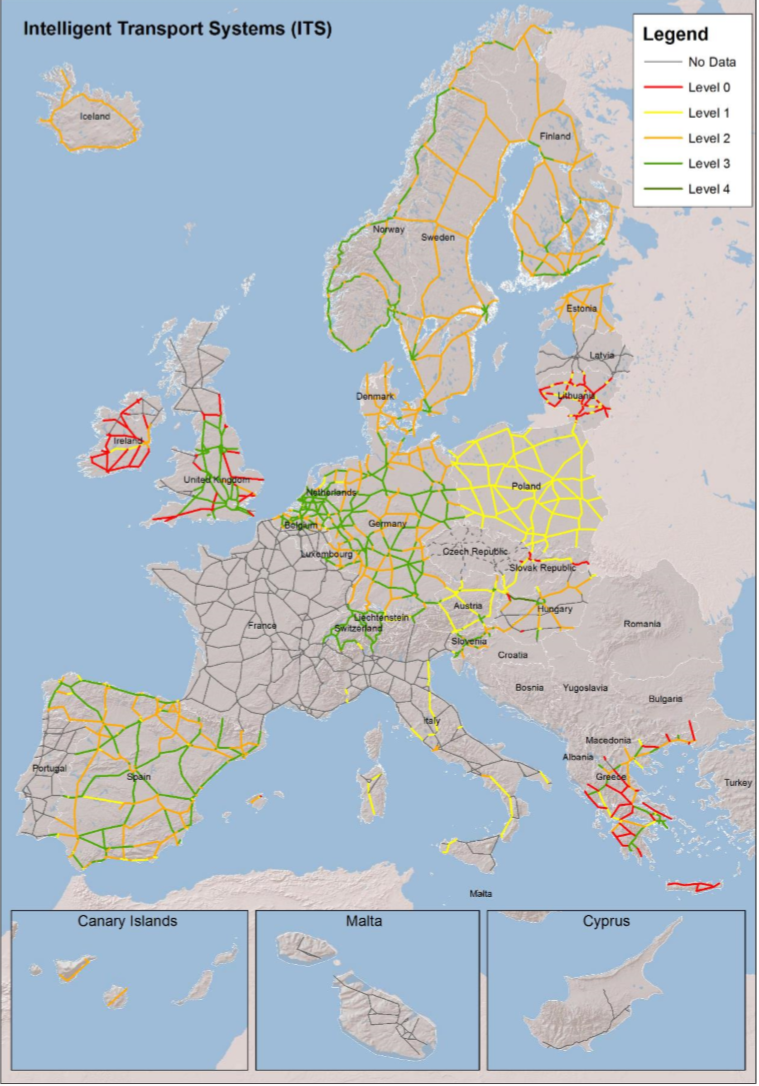 Intelligent Transport Systems (ITS)
Legend
No Data
Level 0
Level 1
Level 2
Level 3
Level 4
Iceland
Finland
Norway
Sweden
Estonia
Latvia
Denmark
Lithuania
Ireland
United Kingdom
Netherlands
Poland
Belgium
Germany
Luxembourg
Czech Republic
Slovak Republic
Austria
Hungary
Liechtenstein
Switzerland
France
Romania
Slovenia
Croatia
Bosnia
Yugoslavia
Bulgaria
Italy
Macedonia
Albania
Portugal
Spain
Greece
Turkey
Malta
Canary Islands
Malta
Cyprus